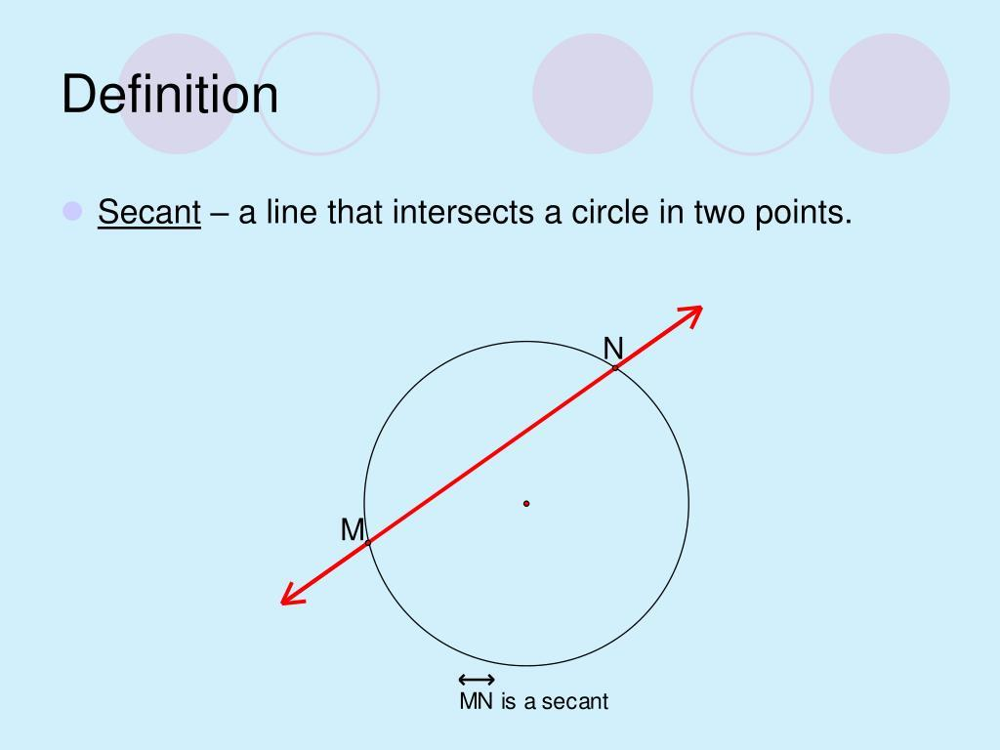 Definition
Secant – a line that intersects a circle in two points.
N
M
MN is a secant